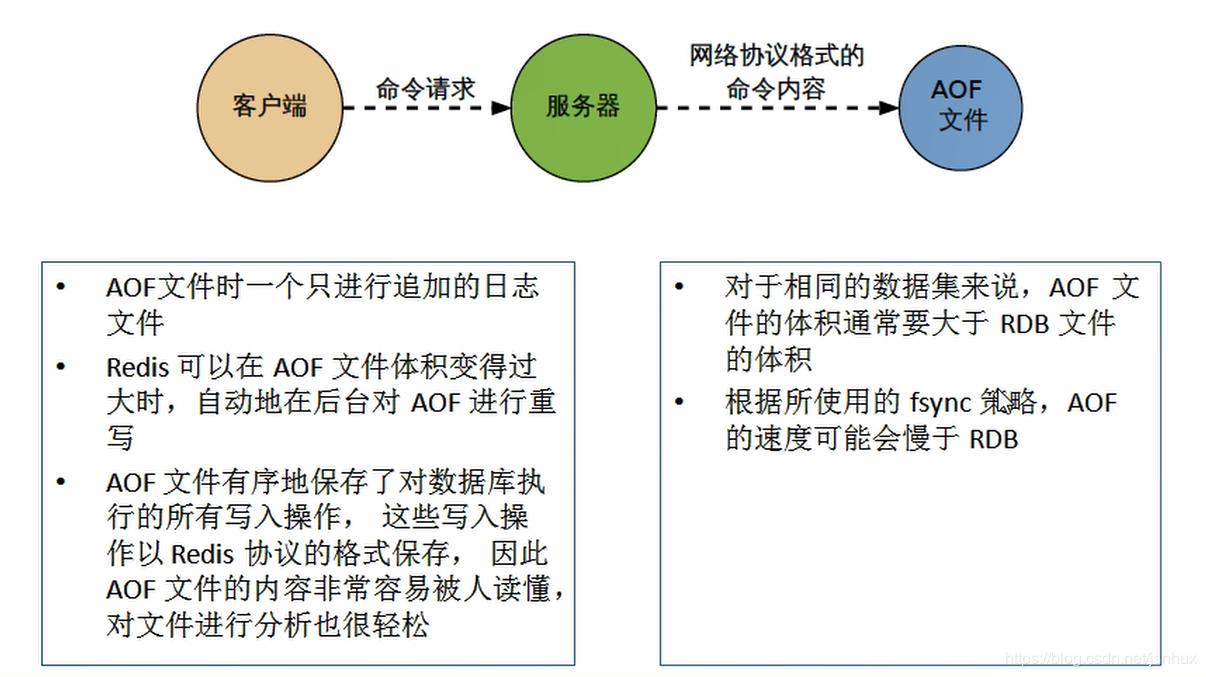 客户端
命令请求
服务器
网络协议格式的
命令内容
AOF
文件
• AOF文件时一个只进行追加的日志
文件
• Redis 可以在 AOF 文件体积变得过
大时，自动地在后台对 AOF 进行重
写
• AOF 文件有序地保存了对数据库执
行的所有写入操作， 这些写入操
作以 Redis 协议的格式保存， 因此
AOF 文件的内容非常容易被人读懂，
对文件进行分析也很轻松
• 对于相同的数据集来说，AOF 文
件的体积通常要大于 RDB 文件
的体积
• 根据所使用的 fsync 策略，AOF
的速度可能会慢于 RDB